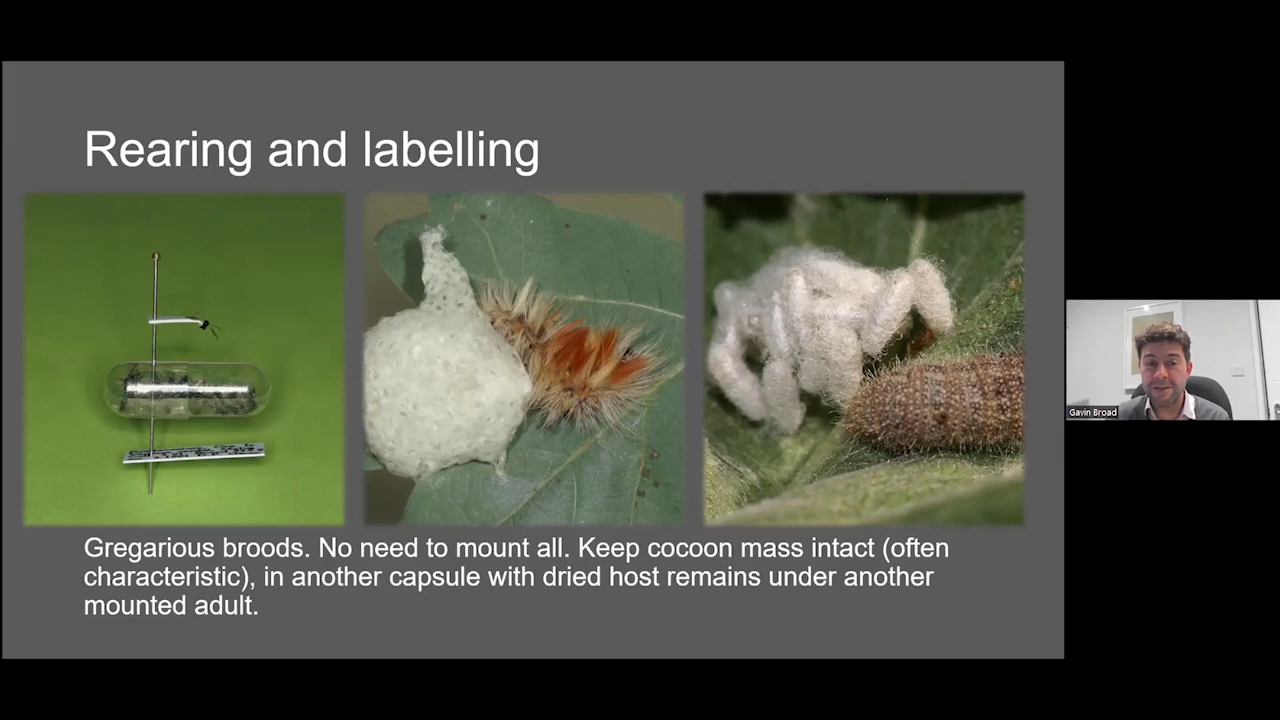 Rearing and labelling
Gregarious broods. No need to mount all. Keep cocoon mass intact (often
characteristic), in another capsule with dried host remains under another
mounted adult.
Gavin Broad